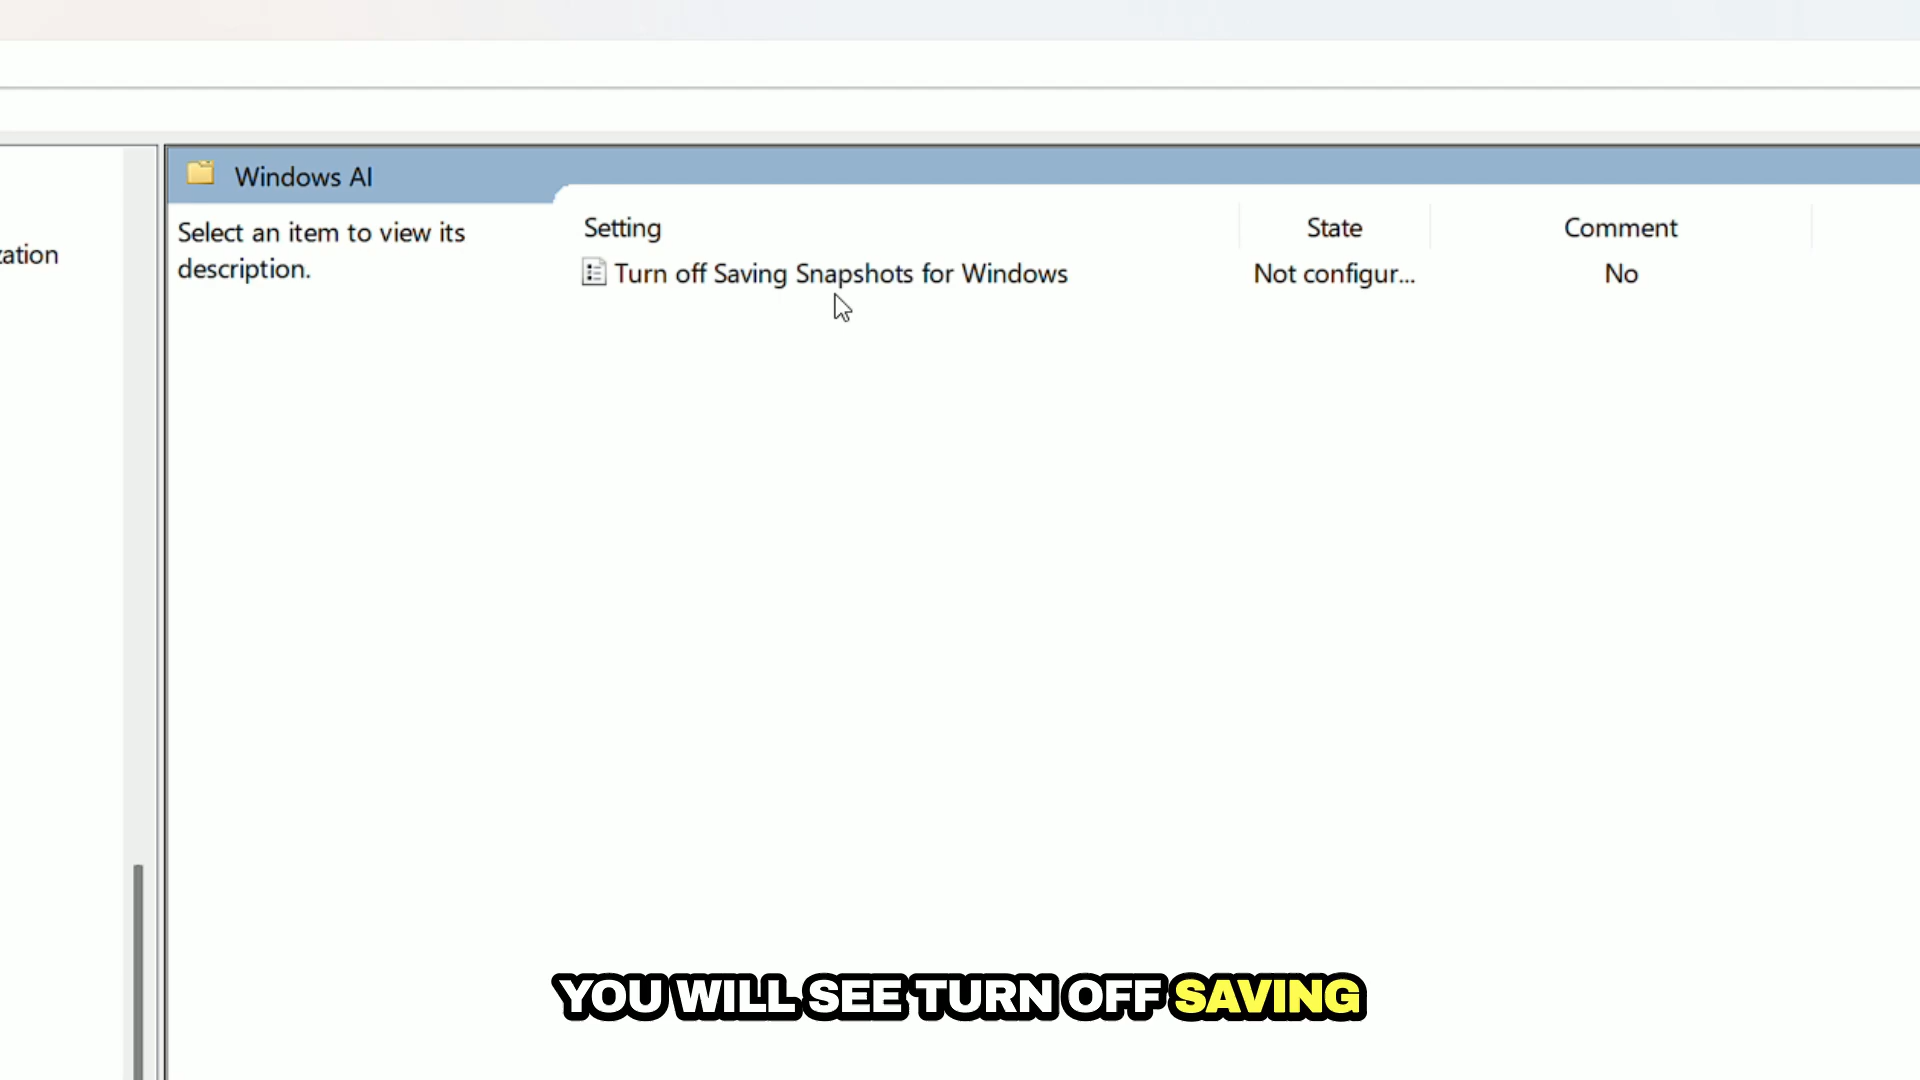 Windows AI
Select an item to view its
description.
zation
Setting
State
Comment
Turn off Saving Snapshots for Windows
Not configur...
No
YOU WILL SEE TURN OFF SAVING